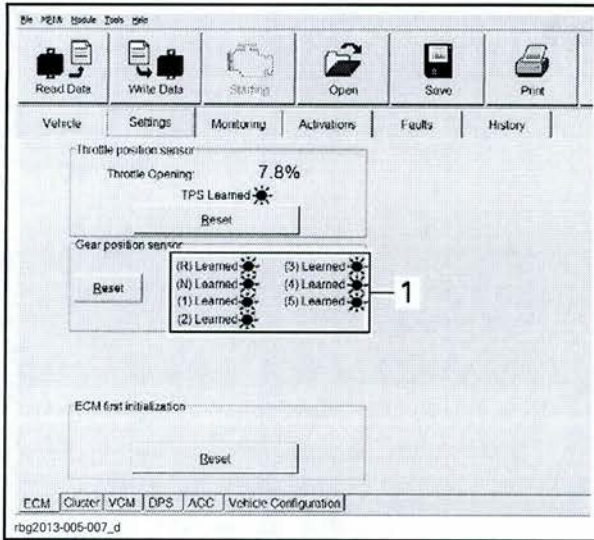 File MENU Module Tools Help
Read Data Write Data Starting Open Save Print
Vehicle Settings Monitoring Activations Faults History
Throttle position sensor
Throttle Opening: 7.8%
TPS Learned
Reset
Gear position sensor
(R) Learned (3) Learned
Reset (N) Learned (4) Learned 1
(1) Learned (5) Learned
(2) Learned
ECM first initialization
Reset
ECM Cluster VCM DPS ACC Vehicle Configuration
rbg2013-005-007_d